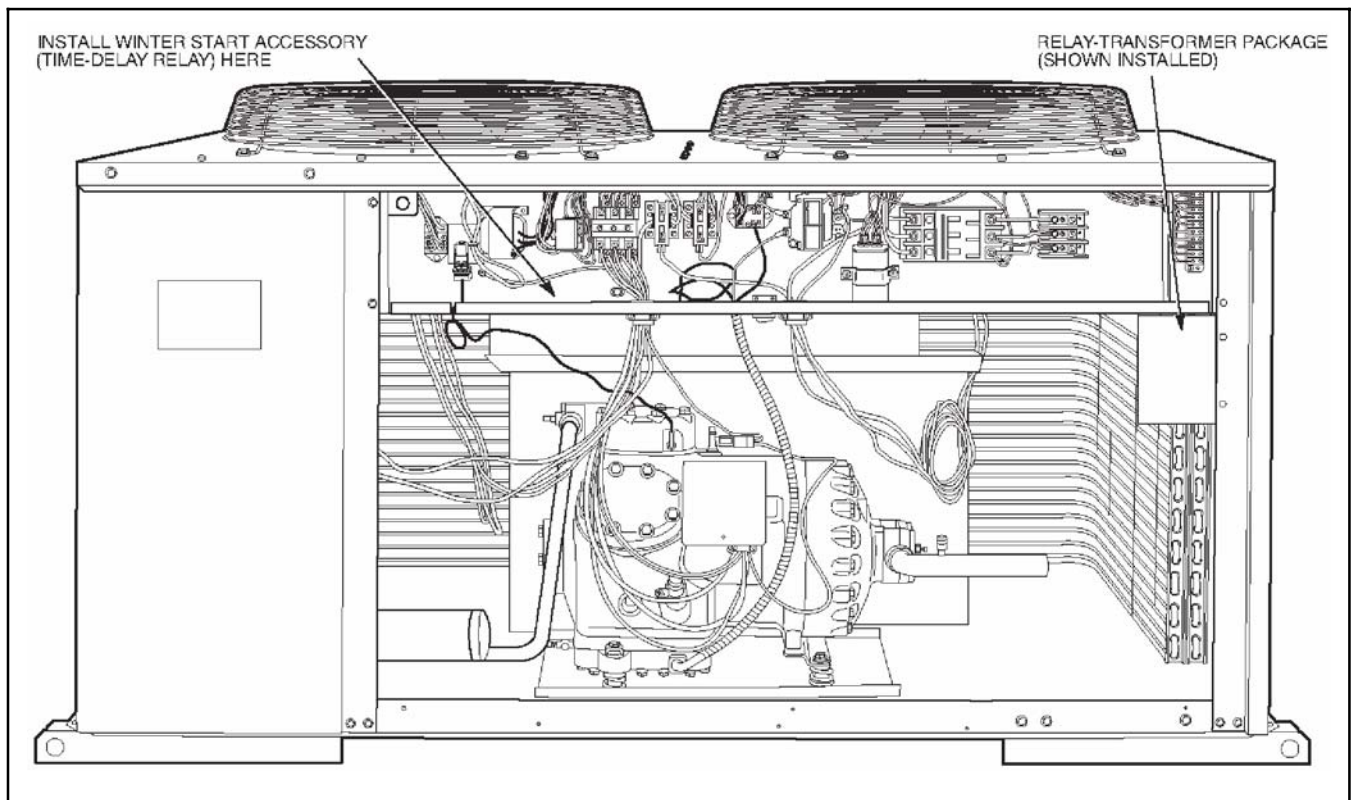 INSTALL WINTER START ACCESSORY
(TIME-DELAY RELAY) HERE
RELAY-TRANSFORMER PACKAGE
(SHOWN INSTALLED)